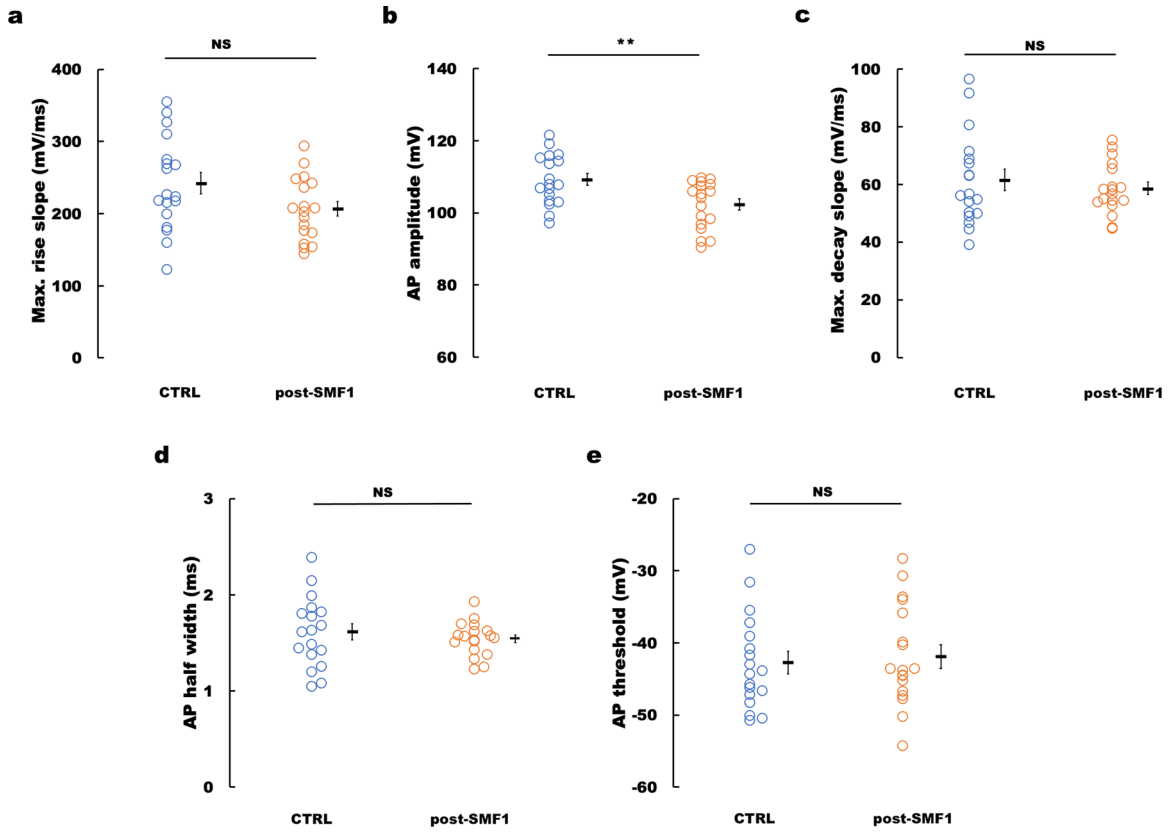 a
NS
Max. rise slope (mV/ms)
400
300
200
100
0
CTRL post-SMF1
b
**
AP amplitude (mV)
140
120
100
80
60
CTRL post-SMF1
c
NS
Max. decay slope (mV/ms)
100
80
60
40
20
0
CTRL post-SMF1
d
NS
AP half width (ms)
3
2
1
0
CTRL post-SMF1
e
NS
AP threshold (mV)
-20
-30
-40
-50
-60
CTRL post-SMF1